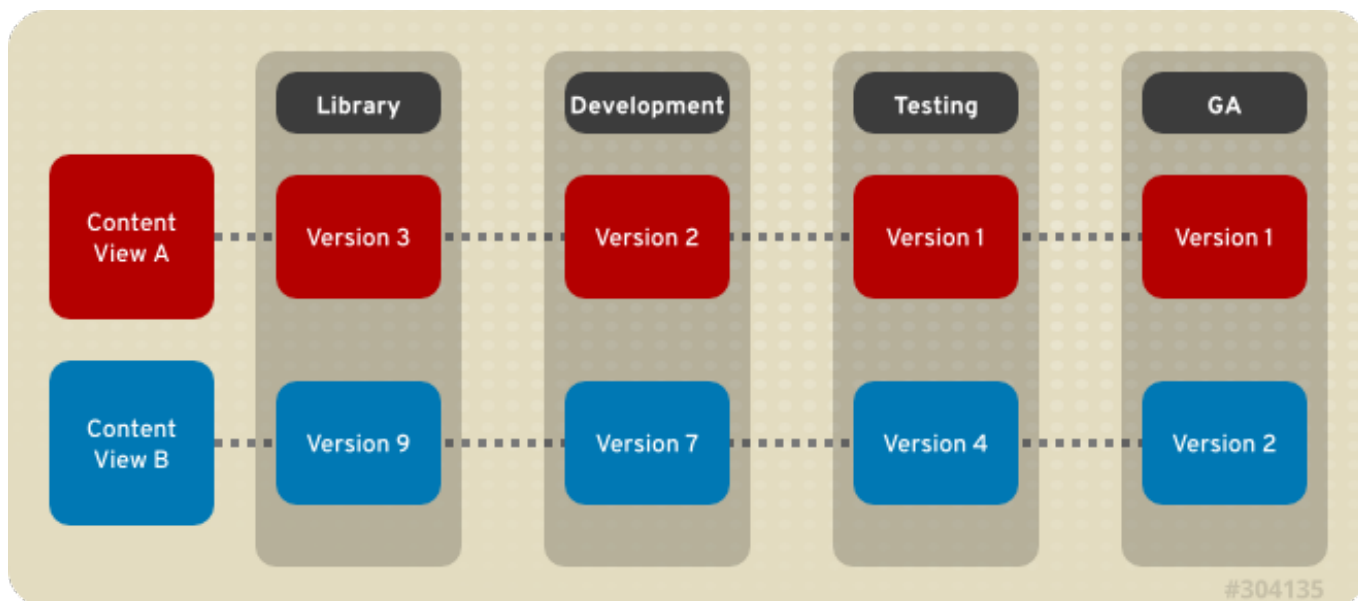 Library
Development
Testing
GA
Content
View A
Version 3
Version 2
Version 1
Version 1
Content
View B
Version 9
Version 7
Version 4
Version 2
#304135